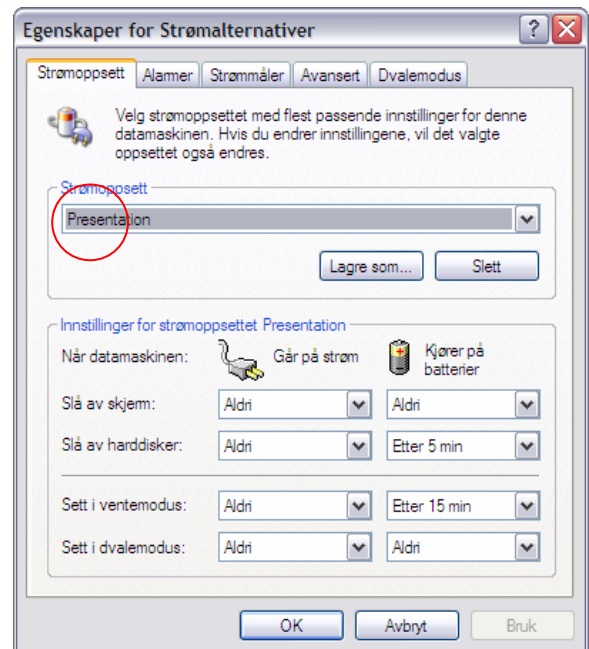 Egenskaper for Strømalternativer
Strømoppsett Alarmer Strømmåler Avansert Dvalemodus
Velg strømoppsettet med flest passende innstillinger for denne
datamaskinen. Hvis du endrer innstillingene, vil det valgte
oppsettet også endres.
Strømoppsett
Presentation
Lagre som... Slett
Innstillinger for strømoppsettet Presentation
Når datamaskinen: Går på strøm Kjører på
batterier
Slå av skjerm: Aldri Aldri
Slå av harddisker: Aldri Etter 5 min
Sett i ventemodus: Aldri Etter 15 min
Sett i dvalemodus: Aldri Aldri
OK Avbryt Bruk